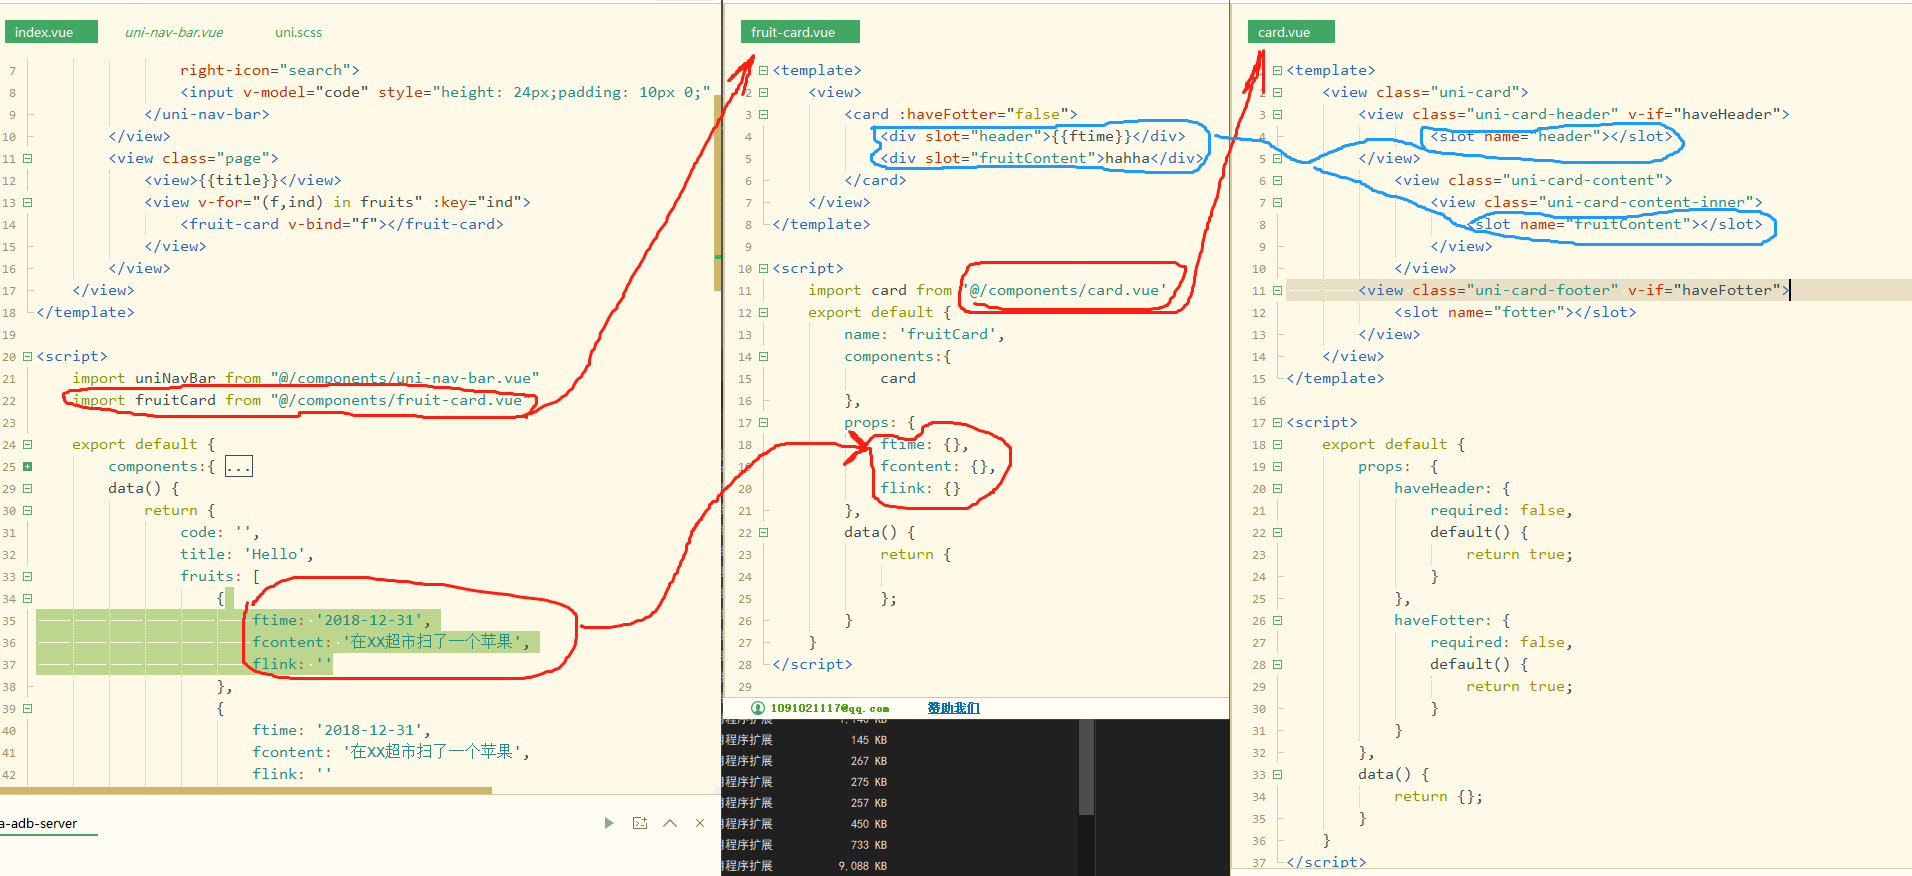 index.vue
uni-nav-bar.vue
uni.scss
7 right-icon="search">
8 <input v-model="code" style="height: 24px;padding: 10px 0;"
9 </uni-nav-bar>
10 </view>
11 <view class="page">
12 <view>{{title}}</view>
13 <view v-for="(f,ind) in fruits" :key="ind">
14 <fruit-card v-bind="f"></fruit-card>
15 </view>
16 </view>
17 </view>
18 </template>
19
20 <script>
21 import uniNavBar from "@/components/uni-nav-bar.vue"
22 import fruitCard from "@/components/fruit-card.vue"
23
24 export default {
25 components:{ ...
29 data() {
30 return {
31 code: '',
32 title: 'Hello',
33 fruits: [
34 {
35 ftime: '2018-12-31',
36 fcontent: '在XX超市扫了一个苹果',
37 flink: ''
38 },
39 {
40 ftime: '2018-12-31',
41 fcontent: '在XX超市扫了一个苹果',
42 flink: ''
a-adb-server
fruit-card.vue
<template>
2 <view>
3 <card :haveFotter="false">
4 <div slot="header">{{ftime}}</div>
5 <div slot="fruitContent">hahha</div>
6 </card>
7 </view>
8 </template>
9
10 <script>
11 import card from '@/components/card.vue'
12 export default {
13 name: 'fruitCard',
14 components:{
15 card
16 },
17 props: {
18 ftime: {},
19 fcontent: {},
20 flink: {}
21 },
22 data() {
23 return {
24
25 };
26 }
27 }
28 </script>
29
1091021117@qq.com 赞助我们
用程序扩展 1,140 KB
用程序扩展 145 KB
用程序扩展 267 KB
用程序扩展 275 KB
用程序扩展 257 KB
用程序扩展 450 KB
用程序扩展 733 KB
用程序扩展 9,088 KB
card.vue
<template>
2 <view class="uni-card">
3 <view class="uni-card-header" v-if="haveHeader">
4 <slot name="header"></slot>
5 </view>
6 <view class="uni-card-content">
7 <view class="uni-card-content-inner">
8 <slot name="fruitContent"></slot>
9 </view>
10 </view>
11 <view class="uni-card-footer" v-if="haveFotter">
12 <slot name="fotter"></slot>
13 </view>
14 </view>
15 </template>
16
17 <script>
18 export default {
19 props: {
20 haveHeader: {
21 required: false,
22 default() {
23 return true;
24 }
25 },
26 haveFotter: {
27 required: false,
28 default() {
29 return true;
30 }
31 }
32 },
33 data() {
34 return {};
35 }
36 }
37 </script>